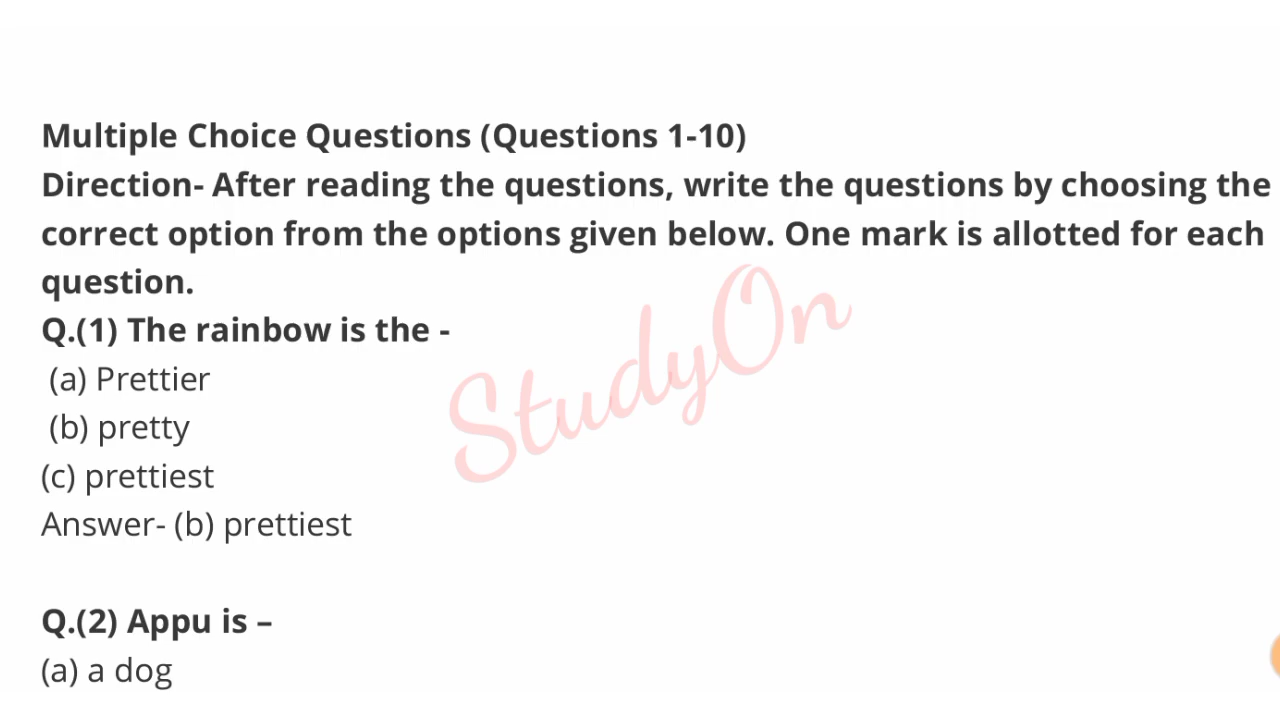 Multiple Choice Questions (Questions 1-10)
Direction- After reading the questions, write the questions by choosing the
correct option from the options given below. One mark is allotted for each
question.
Q.(1) The rainbow is the -
(a) Prettier
(b) pretty
(c) prettiest
Answer- (b) prettiest
StudyOn
Q.(2) Appu is –
(a) a dog